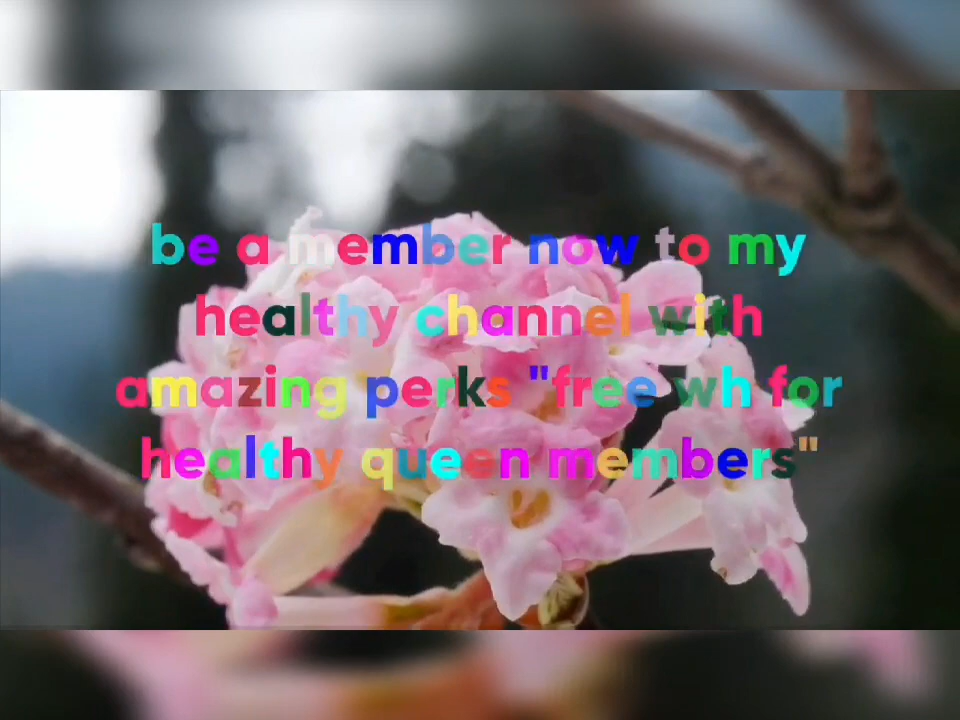 be a member now to my
healthy channel with
amazing perks "free wh for
healthy queen members"